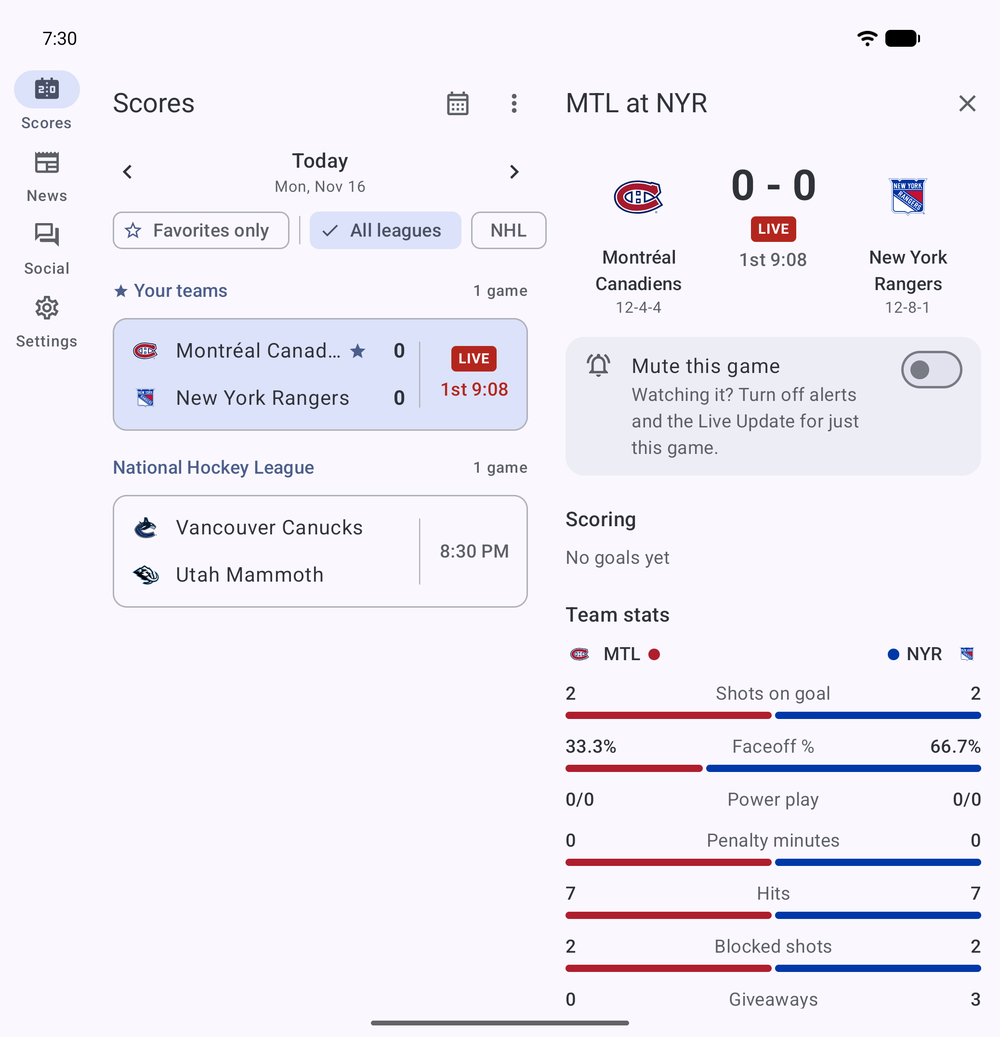 7:30
Scores
News
Social
Settings
Scores
Today
Mon, Nov 16
Favorites only
All leagues
NHL
Your teams
1 game
Montréal Canad… 0
New York Rangers 0
LIVE
1st 9:08
National Hockey League
1 game
Vancouver Canucks
Utah Mammoth
8:30 PM
MTL at NYR
0 - 0
LIVE
1st 9:08
Montréal
Canadiens
12-4-4
NEW YORK
RANGERS
New York
Rangers
12-8-1
Mute this game
Watching it? Turn off alerts
and the Live Update for just
this game.
Scoring
No goals yet
Team stats
MTL NYR
2 Shots on goal 2
33.3% Faceoff % 66.7%
0/0 Power play 0/0
0 Penalty minutes 0
7 Hits 7
2 Blocked shots 2
0 Giveaways 3